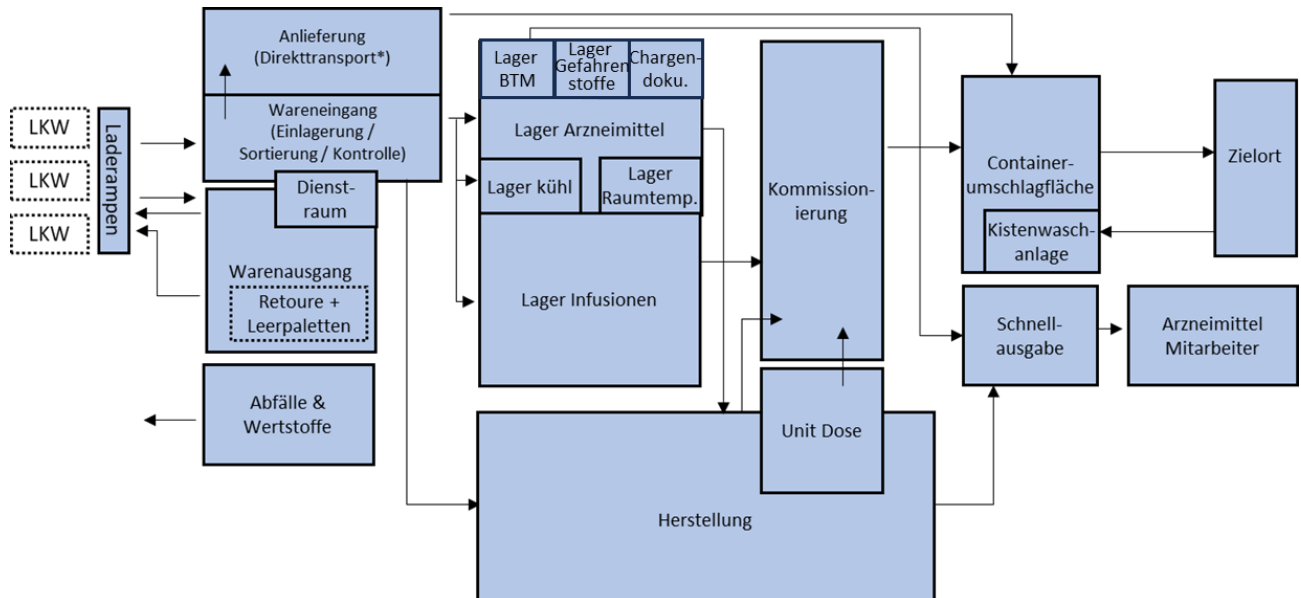 Anlieferung
(Direkttransport*)
Wareneingang
(Einlagerung /
Sortierung / Kontrolle)
LKW
LKW
LKW
Laderampen
Dienst-
raum
Warenausgang
Retoure +
Leerpaletten
Abfälle &
Wertstoffe
Lager
BTM
Lager
Gefahren
stoffe
Chargen-
doku.
Lager Arzneimittel
Lager kühl
Lager
Raumtemp.
Lager Infusionen
Kommission-
ierung
Unit Dose
Herstellung
Container-
umschlagfläche
Kistenwasch-
anlage
Zielort
Schnell-
ausgabe
Arzneimittel
Mitarbeiter